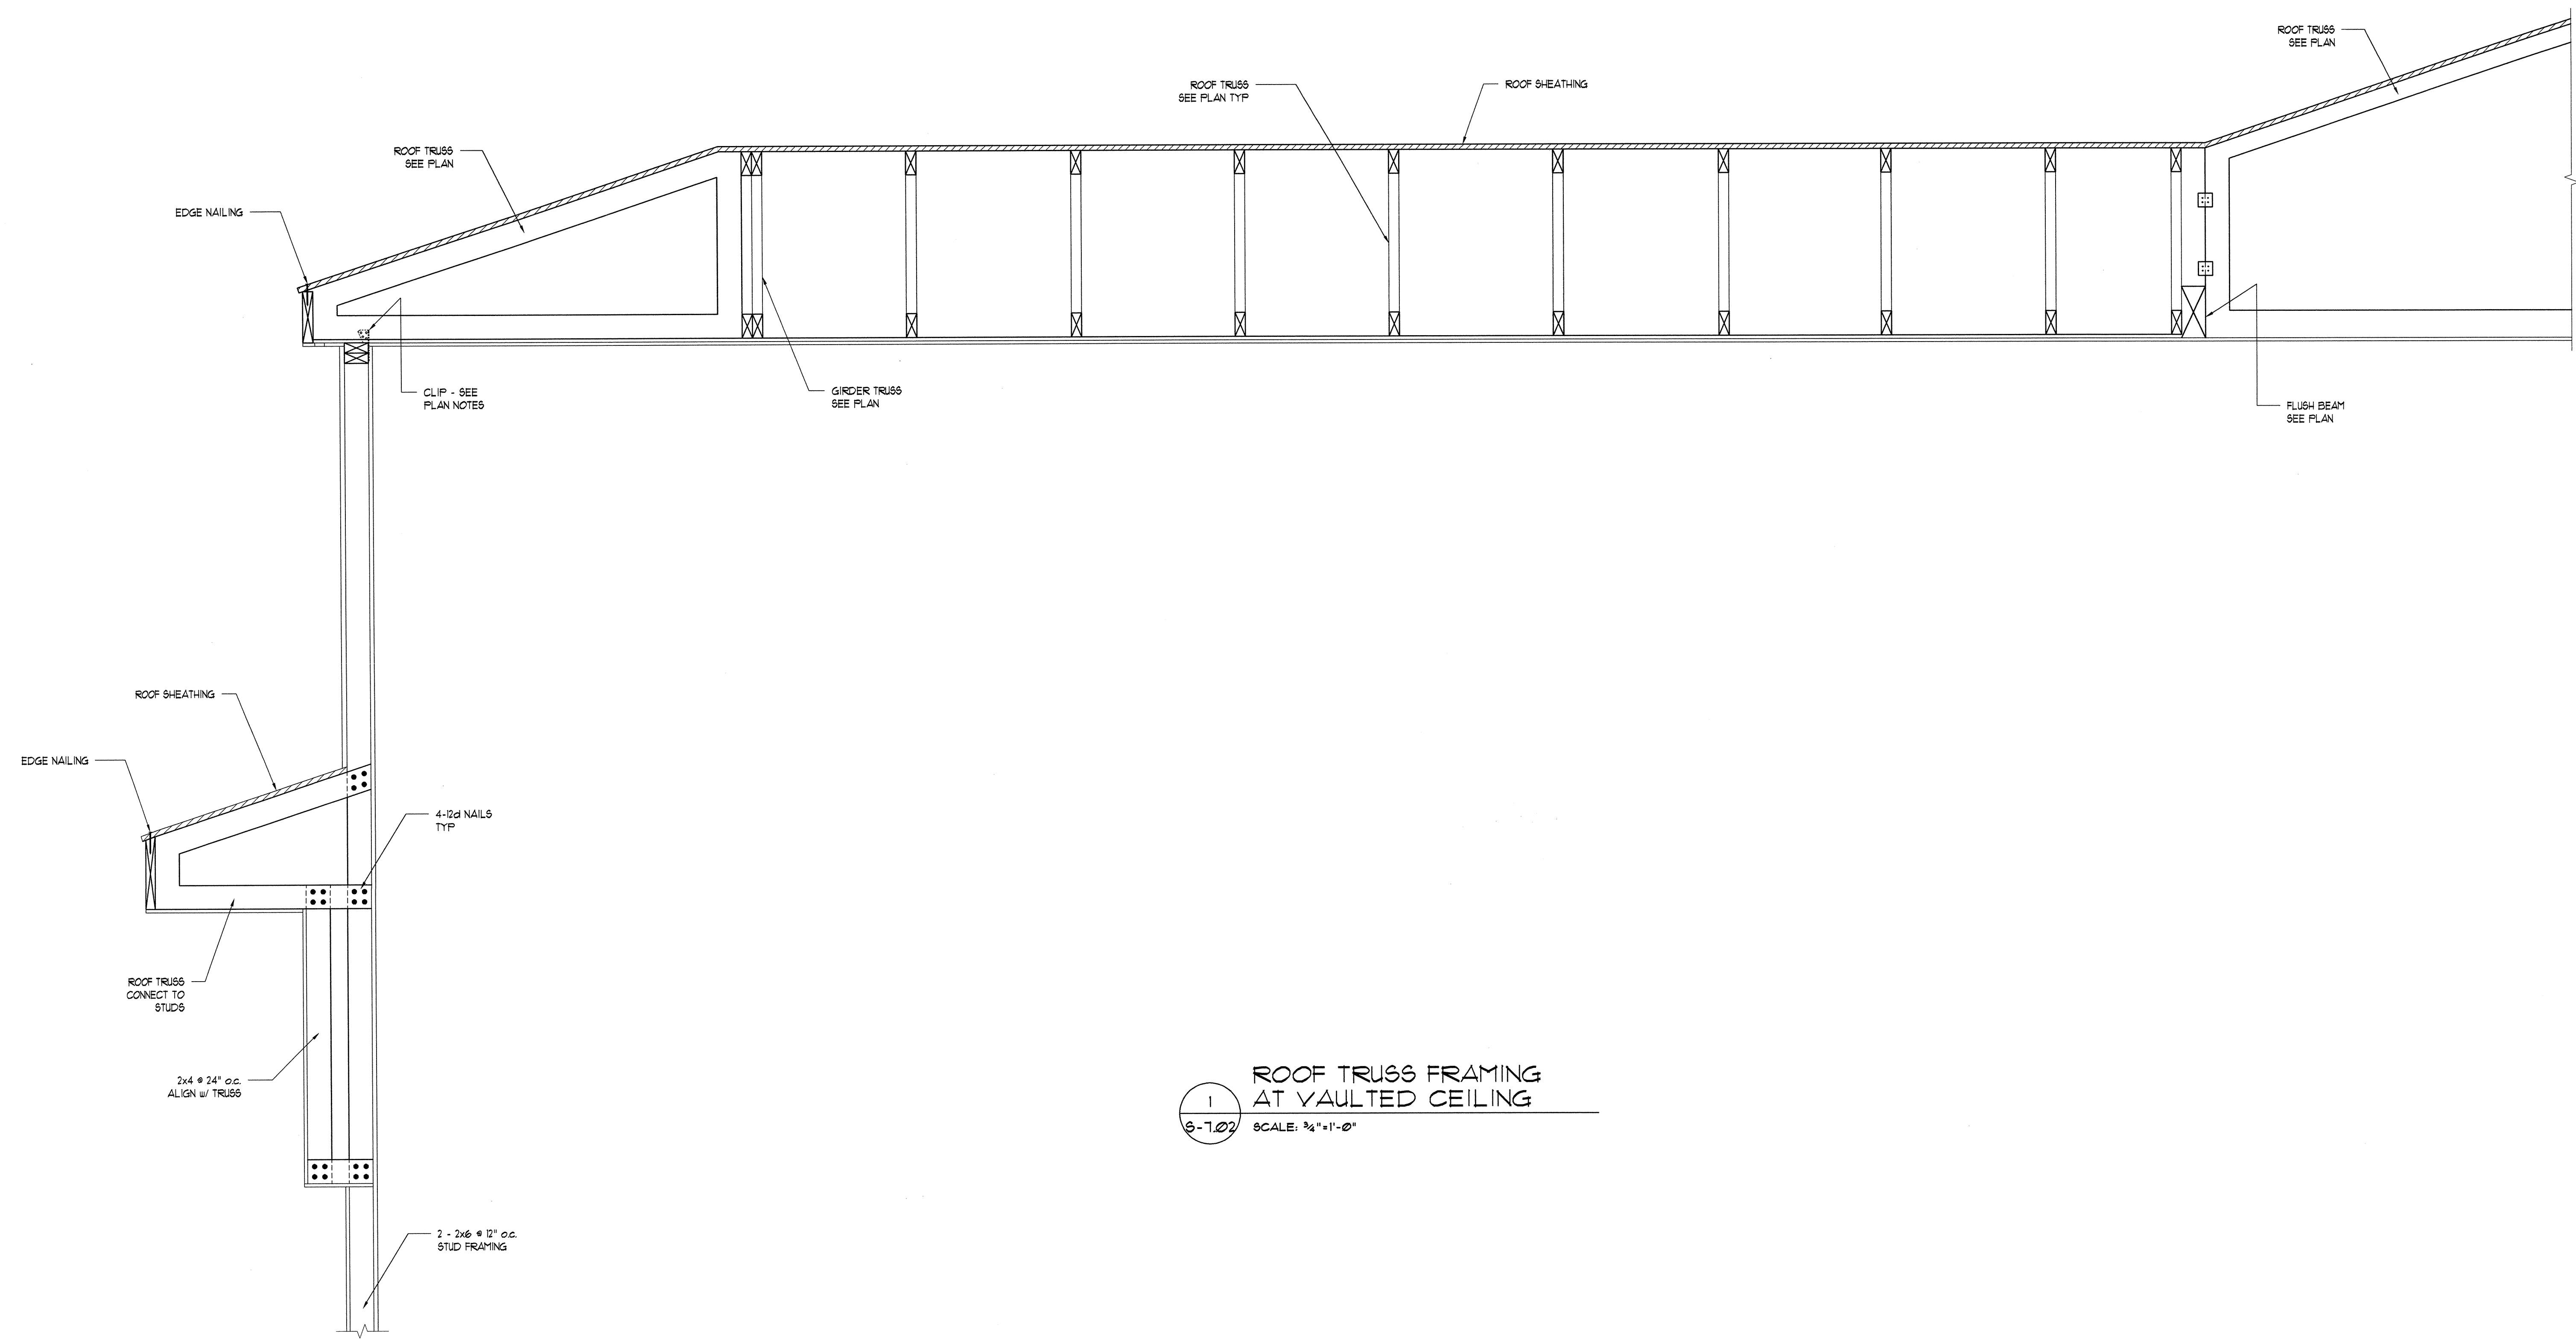 ROOF TRUSS
SEE PLAN
ROOF TRUSS
SEE PLAN TYP
ROOF SHEATHING
ROOF TRUSS
SEE PLAN
EDGE NAILING
CLIP - SEE
PLAN NOTES
GIRDER TRUSS
SEE PLAN
FLUSH BEAM
SEE PLAN
ROOF SHEATHING
EDGE NAILING
4-12d NAILS
TYP
ROOF TRUSS
CONNECT TO
STUDS
2x4 @ 24" o.c.
ALIGN w/ TRUSS
ROOF TRUSS FRAMING
AT VAULTED CEILING
1
S-7.02
SCALE: ¾"=1'-0"
2 - 2x6 @ 12" o.c.
STUD FRAMING